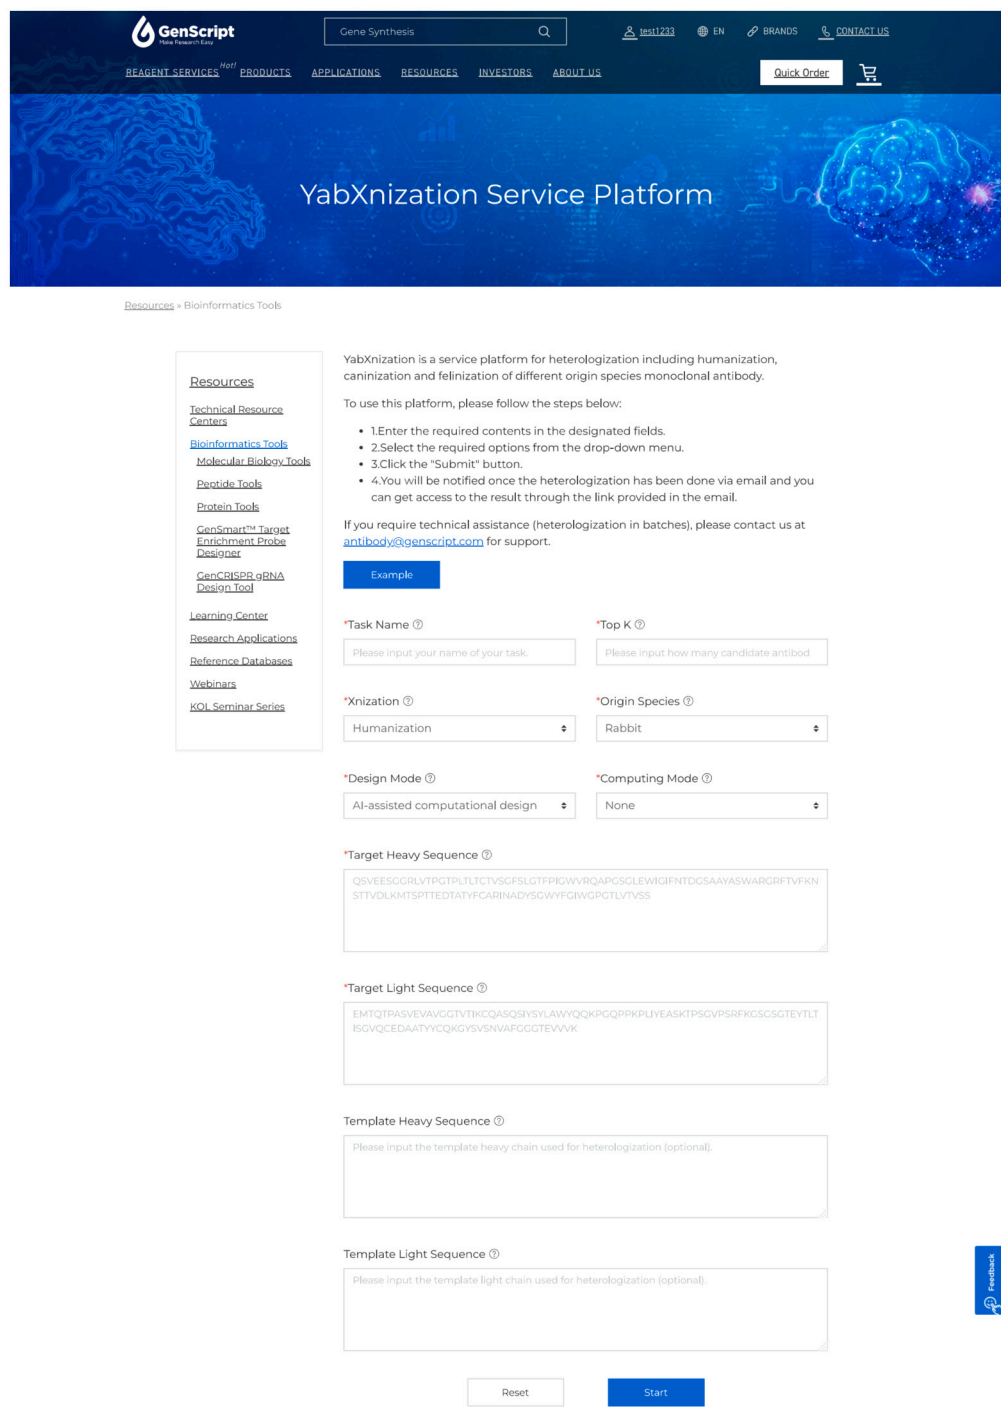 GenScript
Make Research Easy
Gene Synthesis
test1233
EN
BRANDS
CONTACT US
REAGENT SERVICES Hot!
PRODUCTS
APPLICATIONS
RESOURCES
INVESTORS
ABOUT US
Quick Order
YabXnization Service Platform
Resources » Bioinformatics Tools
Resources
Technical Resource
Centers
Bioinformatics Tools
Molecular Biology Tools
Peptide Tools
Protein Tools
GenSmart™ Target
Enrichment Probe
Designer
GenCRISPR gRNA
Design Tool
Learning Center
Research Applications
Reference Databases
Webinars
KOL Seminar Series
YabXnization is a service platform for heterologization including humanization,
caninization and felinization of different origin species monoclonal antibody.
To use this platform, please follow the steps below:
• 1.Enter the required contents in the designated fields.
• 2.Select the required options from the drop-down menu.
• 3.Click the "Submit" button.
• 4.You will be notified once the heterologization has been done via email and you
can get access to the result through the link provided in the email.
If you require technical assistance (heterologization in batches), please contact us at
antibody@genscript.com for support.
Example
*Task Name
*Top K
Please input your name of your task.
Please input how many candidate antibod
*Xnization
*Origin Species
Humanization
Rabbit
*Design Mode
*Computing Mode
AI-assisted computational design
None
*Target Heavy Sequence
QSVEESGGRLVTPGTPLTLTCTVSGFSLGTFPIGWVRQAPGSGLEWIGIFNTDGSAAYASWARGRFTVFKN
STTVDLKMTSPTTEDTATYFCARINADYSGWYFGIWGPGTLVTVSS
*Target Light Sequence
EMTQTPASVEVAVGGTVTIKCQASQSIYSYLAWYQQKPGQPPKPLIYEASKTPSGVPSRFKGSGSGTEYTLT
ISGVQCEDAATYYCQKGYSVSNVAFGGGTEVVVK
Template Heavy Sequence
Please input the template heavy chain used for heterologization (optional).
Template Light Sequence
Please input the template light chain used for heterologization (optional).
Reset
Start
Feedback